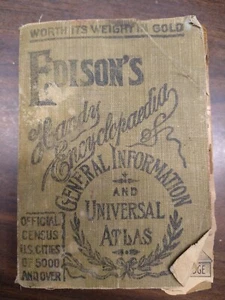 WORTH ITS WEIGHT IN GOLD
EDISON'S
Handy
Encyclopaedia
OF
GENERAL INFORMATION
AND
UNIVERSAL
ATLAS
OFFICIAL
CENSUS
U.S. CITIES
OF 5000
AND OVER